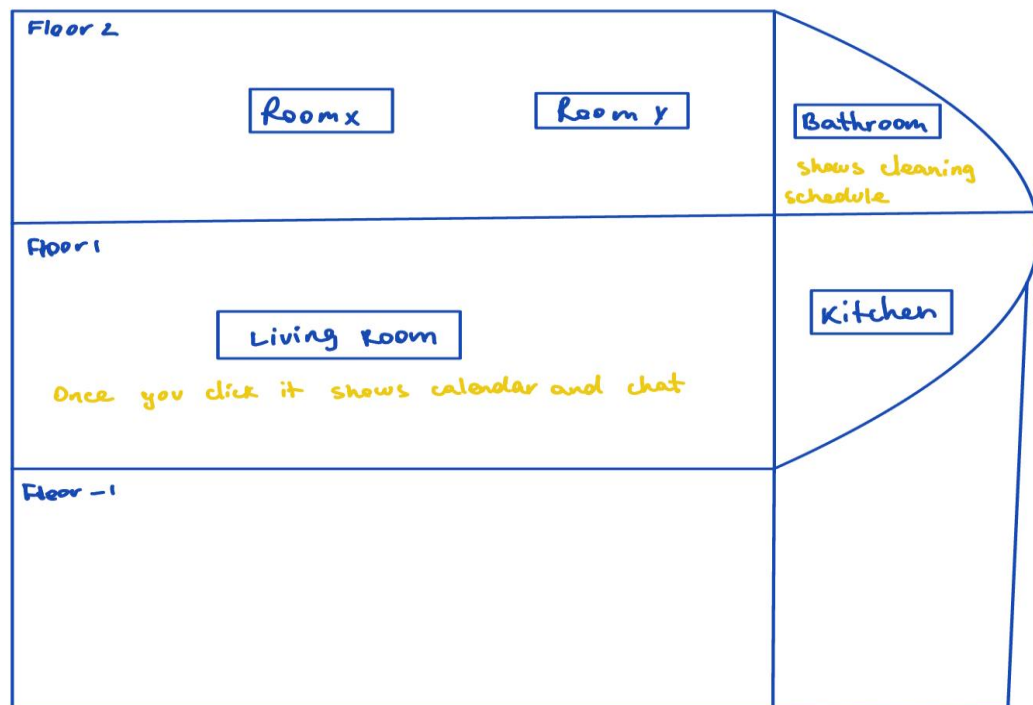 Floor 2
Room x
Room y
Bathroom
shows cleaning
schedule
Floor 1
Living Room
Kitchen
Once you click it shows calendar and chat
Floor -1